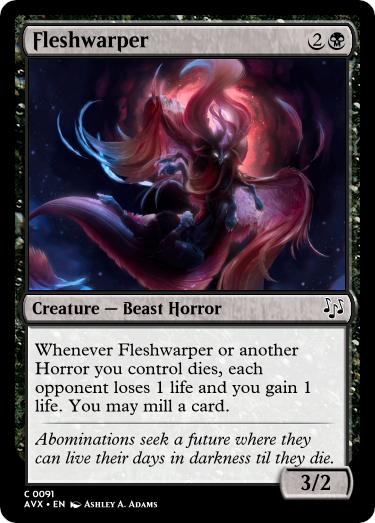 Fleshwarper 2
Creature — Beast Horror
Whenever Fleshwarper or another
Horror you control dies, each
opponent loses 1 life and you gain 1
life. You may mill a card.
Abominations seek a future where they
can live their days in darkness til they die.
3/2
C 0091
AVX • EN Ashley A. Adams